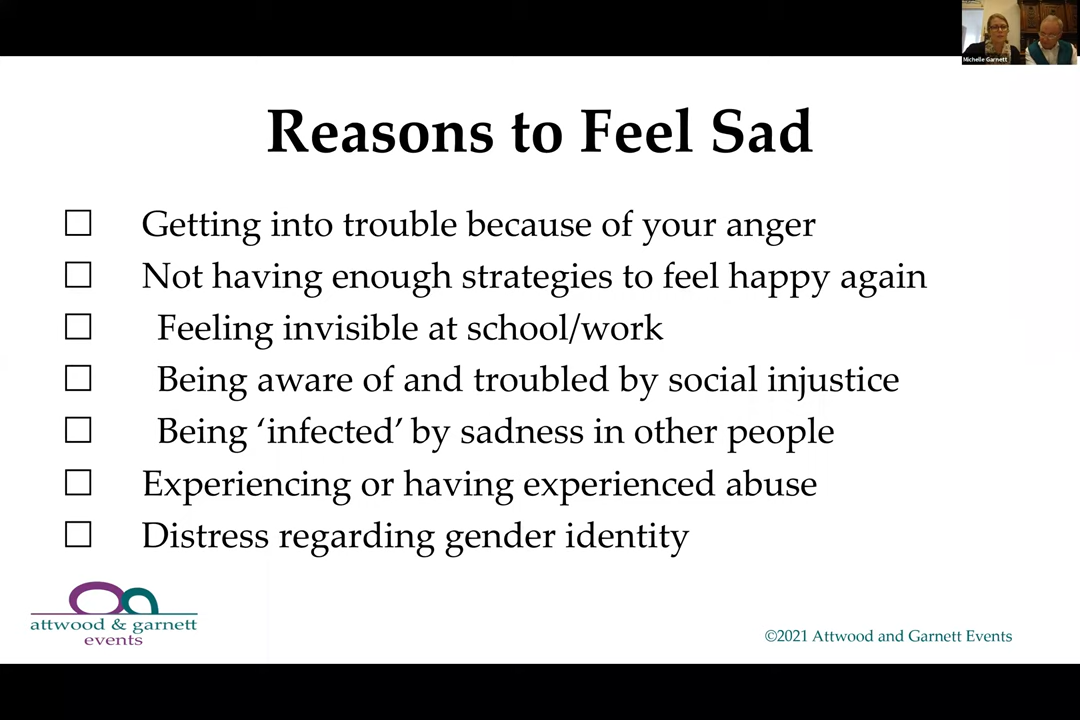 Michelle Garnett
Reasons to Feel Sad
☐ Getting into trouble because of your anger
☐ Not having enough strategies to feel happy again
☐ Feeling invisible at school/work
☐ Being aware of and troubled by social injustice
☐ Being ‘infected’ by sadness in other people
☐ Experiencing or having experienced abuse
☐ Distress regarding gender identity
attwood & garnett
events
©2021 Attwood and Garnett Events